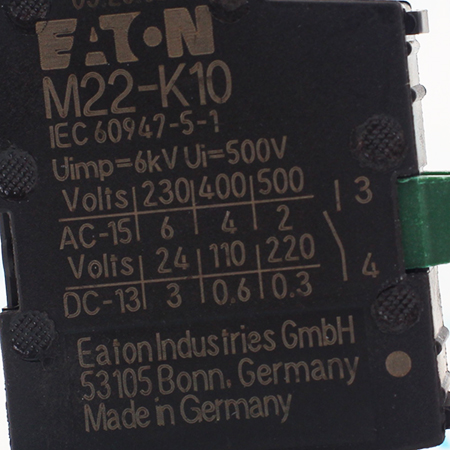 EATON
M22-K10
IEC 60947-5-1
Uimp=6kV Ui=500V
Volts 230 400 500 3
AC-15 6 4 2
Volts 24 110 220 4
DC-13 3 0.6 0.3
Eaton Industries GmbH
53105 Bonn. Germany
Made in Germany